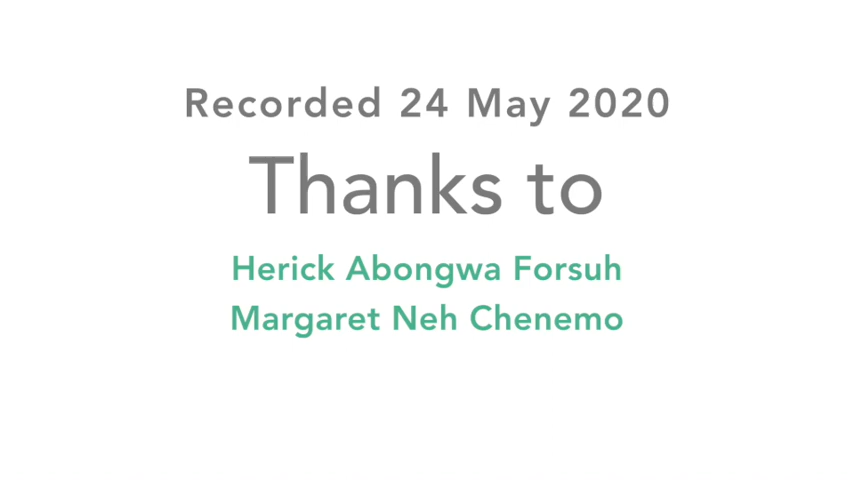 Recorded 24 May 2020
Thanks to
Herick Abongwa Forsuh
Margaret Neh Chenemo